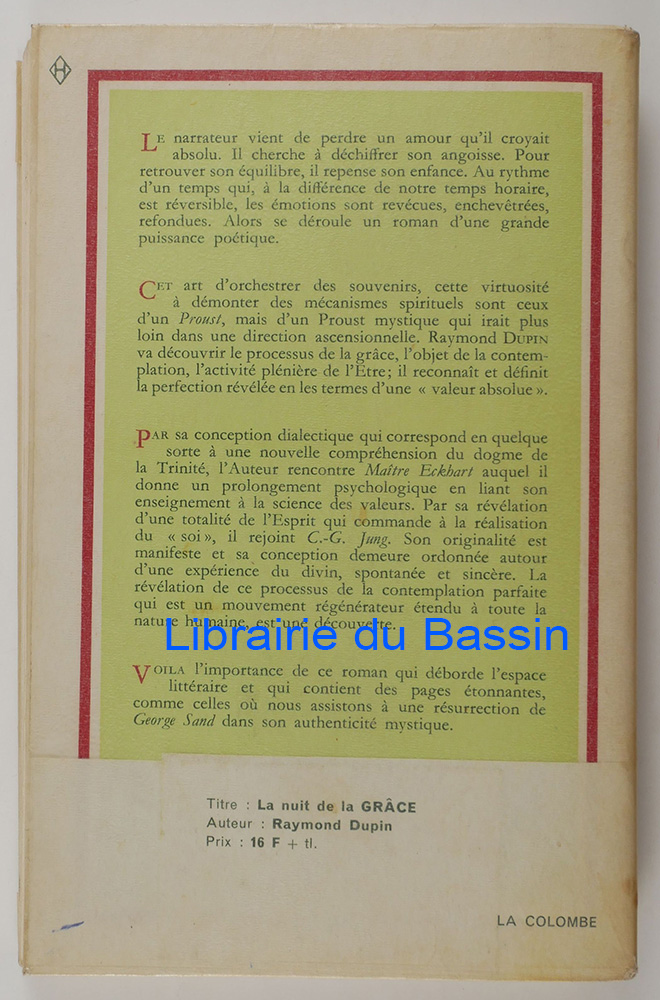 H
LE narrateur vient de perdre un amour qu'il croyait
absolu. Il cherche à déchiffrer son angoisse. Pour
retrouver son équilibre, il repense son enfance. Au rythme
d'un temps qui, à la différence de notre temps horaire,
est réversible, les émotions sont revécues, enchevêtrées,
refondues. Alors se déroule un roman d'une grande
puissance poétique.
CET art d'orchestrer des souvenirs, cette virtuosité
à démonter des mécanismes spirituels sont ceux
d'un Proust, mais d'un Proust mystique qui irait plus
loin dans une direction ascensionnelle. Raymond DUPIN
va découvrir le processus de la grâce, l'objet de la contem-
plation, l'activité plénière de l'Etre; il reconnaît et définit
la perfection révélée en les termes d'une « valeur absolue ».
PAR sa conception dialectique qui correspond en quelque
sorte à une nouvelle compréhension du dogme de
la Trinité, l'Auteur rencontre Maître Eckhart auquel il
donne un prolongement psychologique en liant son
enseignement à la science des valeurs. Par sa révélation
d'une totalité de l'Esprit qui commande à la réalisation
du « soi », il rejoint C.-G. Jung. Son originalité est
manifeste et sa conception demeure ordonnée autour
d'une expérience du divin, spontanée et sincère. La
révélation de ce processus de la contemplation parfaite
qui est un mouvement régénérateur étendu à toute la
nature humaine, est une découverte.
Librairie du Bassin
VOILA l'importance de ce roman qui déborde l'espace
littéraire et qui contient des pages étonnantes,
comme celles où nous assistons à une résurrection de
George Sand dans son authenticité mystique.
Titre : La nuit de la GRÂCE
Auteur : Raymond Dupin
Prix : 16 F + tl.
LA COLOMBE